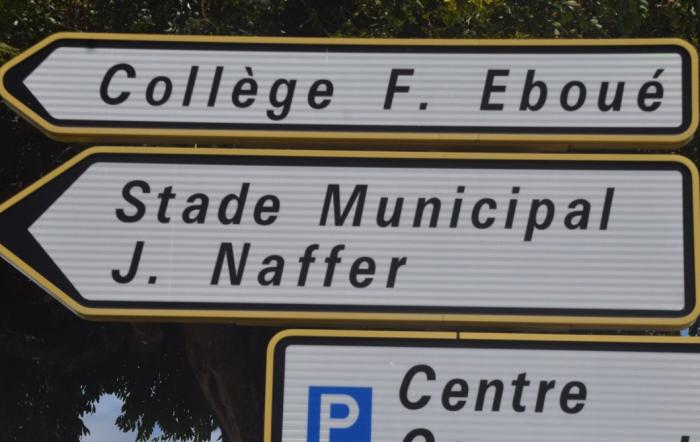 Collège F. Eboué
Stade Municipal
J. Naffer
P Centre